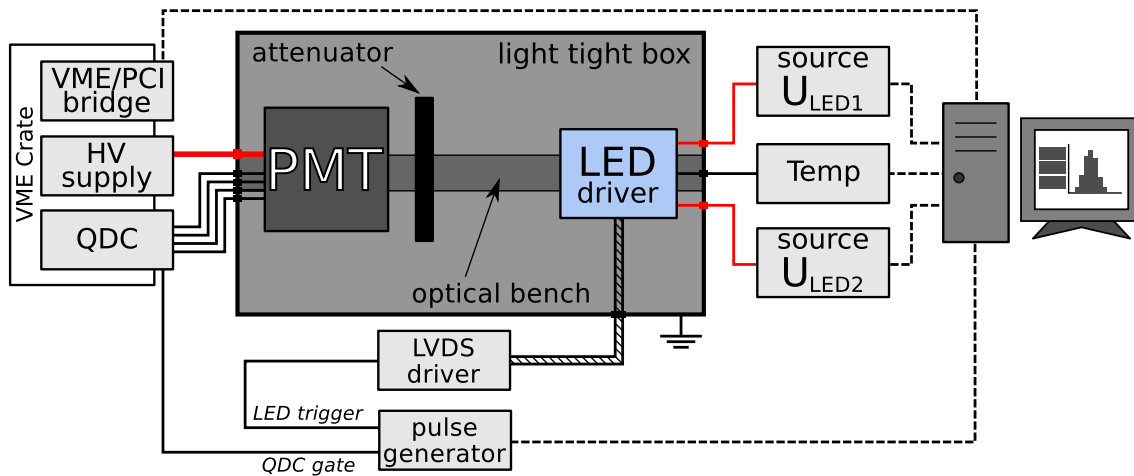 VME Crate
VME/PCI
bridge
HV
supply
QDC
attenuator
light tight box
PMT
LED
driver
optical bench
source
ULED1
Temp
source
ULED2
LVDS
driver
LED trigger
pulse
generator
QDC gate